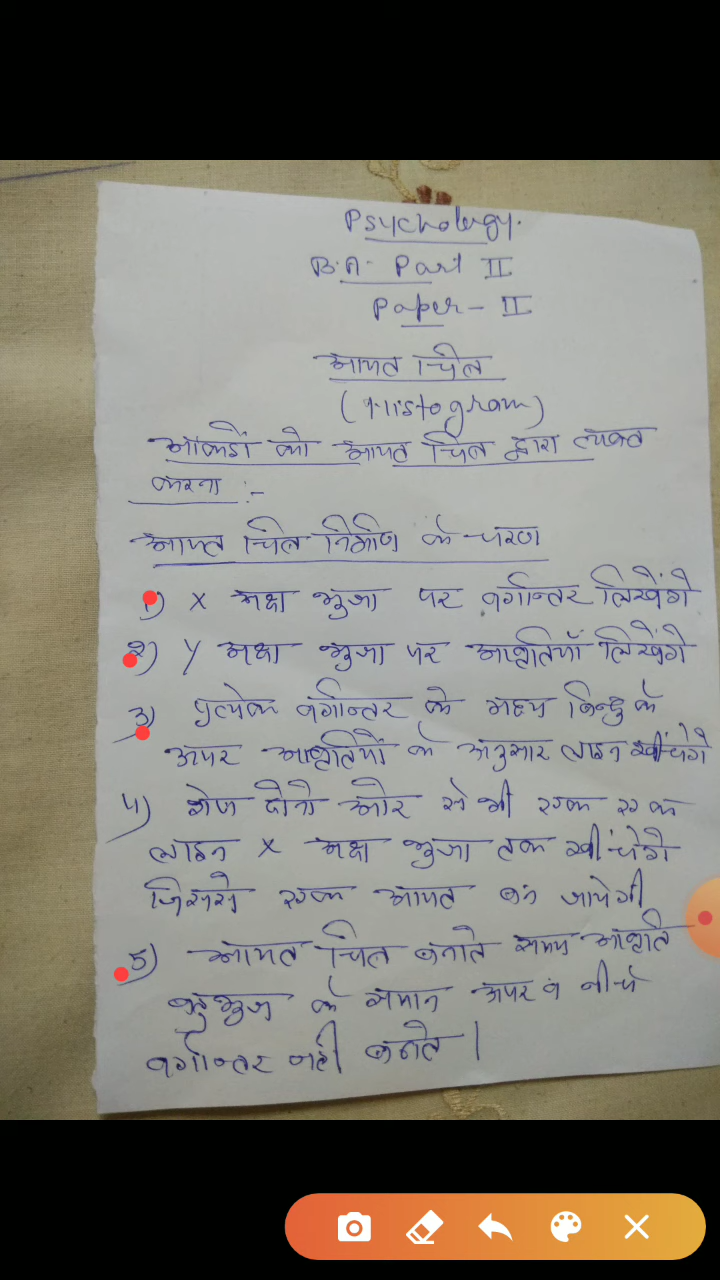 Psychology.
B.A. Part II
Paper - II
आयत चित्र
(Histogram)
आंकडों को आयत चित्र द्वारा व्यक्त
करना :-
आयत चित्र निर्माण के चरण
1) X अक्ष भुजा पर वर्गान्तर लिखेंगे
2) Y अक्ष भुजा पर आवृत्तियाँ लिखेंगे
3) प्रत्येक वर्गान्तर के मध्य बिन्दु के
ऊपर आवृत्तियों के अनुसार लाइन खींचेंगे
4) शेष दोनो ओर से भी एक एक
लाइन X अक्ष भुजा तक खींचेंगे
जिससे एक आयत बन जायेगी
5) आयत चित्र बनाते समय आवृत्ति
बहुभुज के समान ऊपर व नीचे
वर्गान्तर नही बनाते |